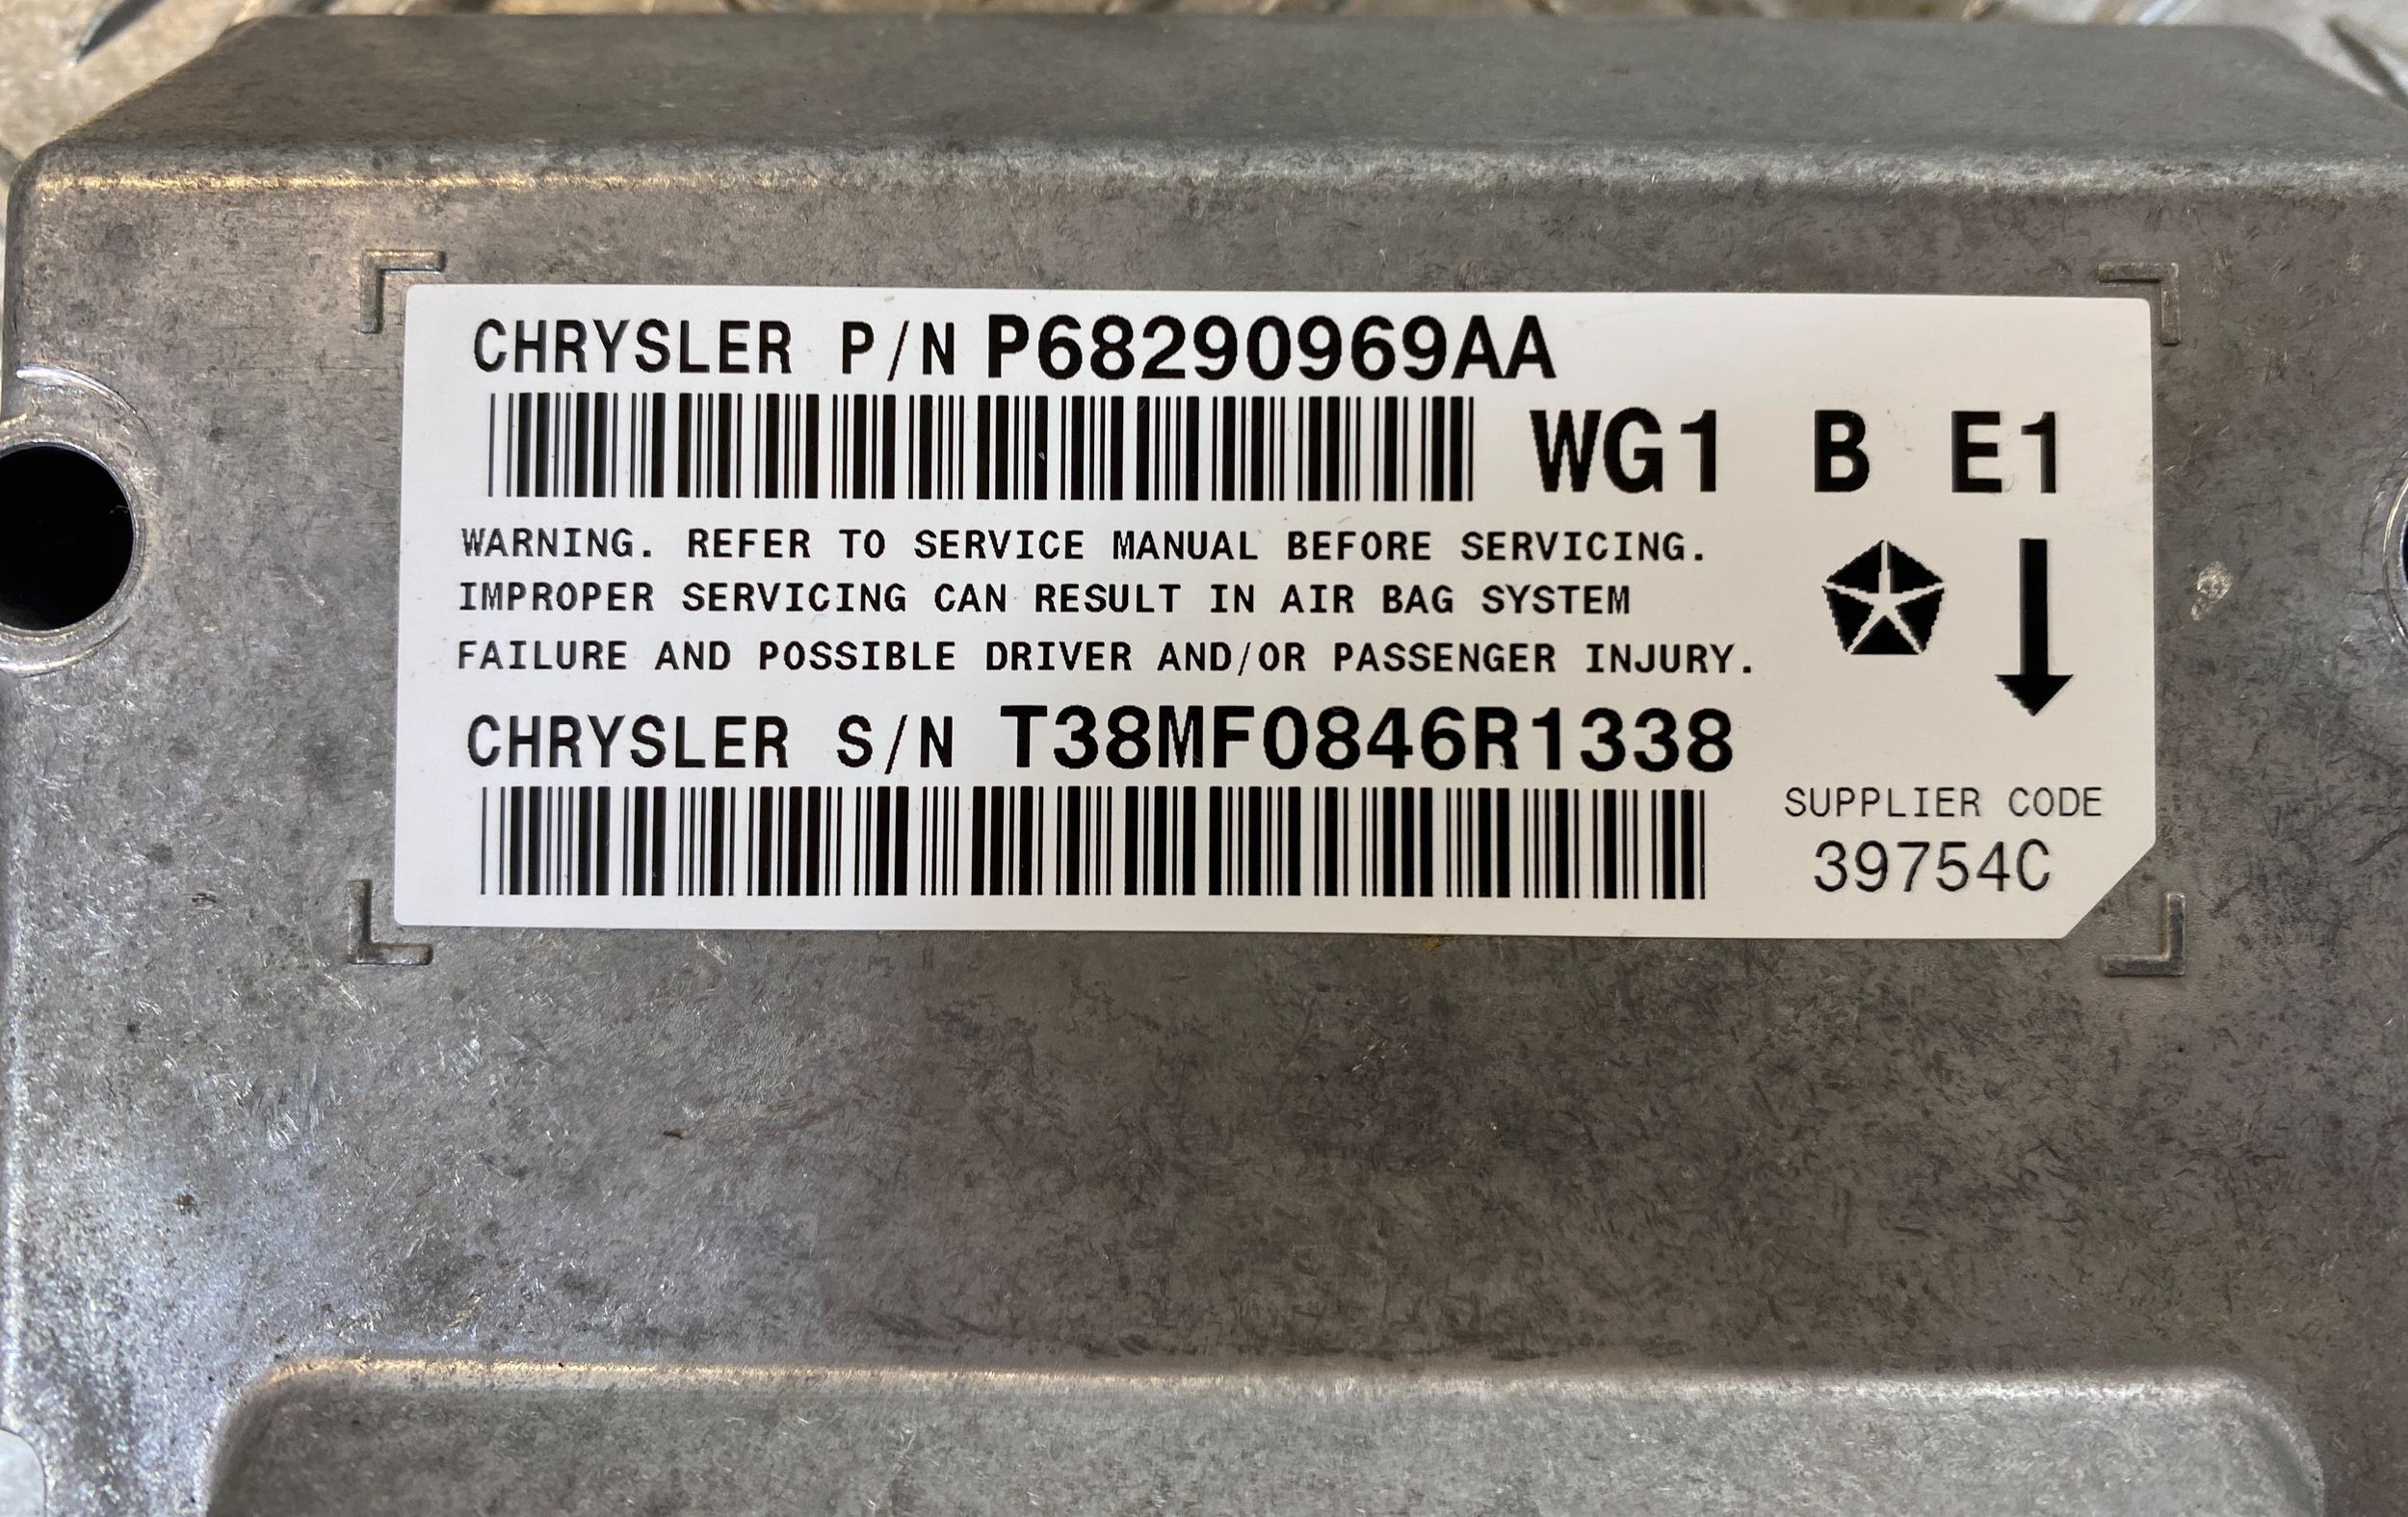 CHRYSLER P/N P68290969AA
WG1 B E1
WARNING. REFER TO SERVICE MANUAL BEFORE SERVICING.
IMPROPER SERVICING CAN RESULT IN AIR BAG SYSTEM
FAILURE AND POSSIBLE DRIVER AND/OR PASSENGER INJURY.
CHRYSLER S/N T38MF0846R1338
SUPPLIER CODE
39754C